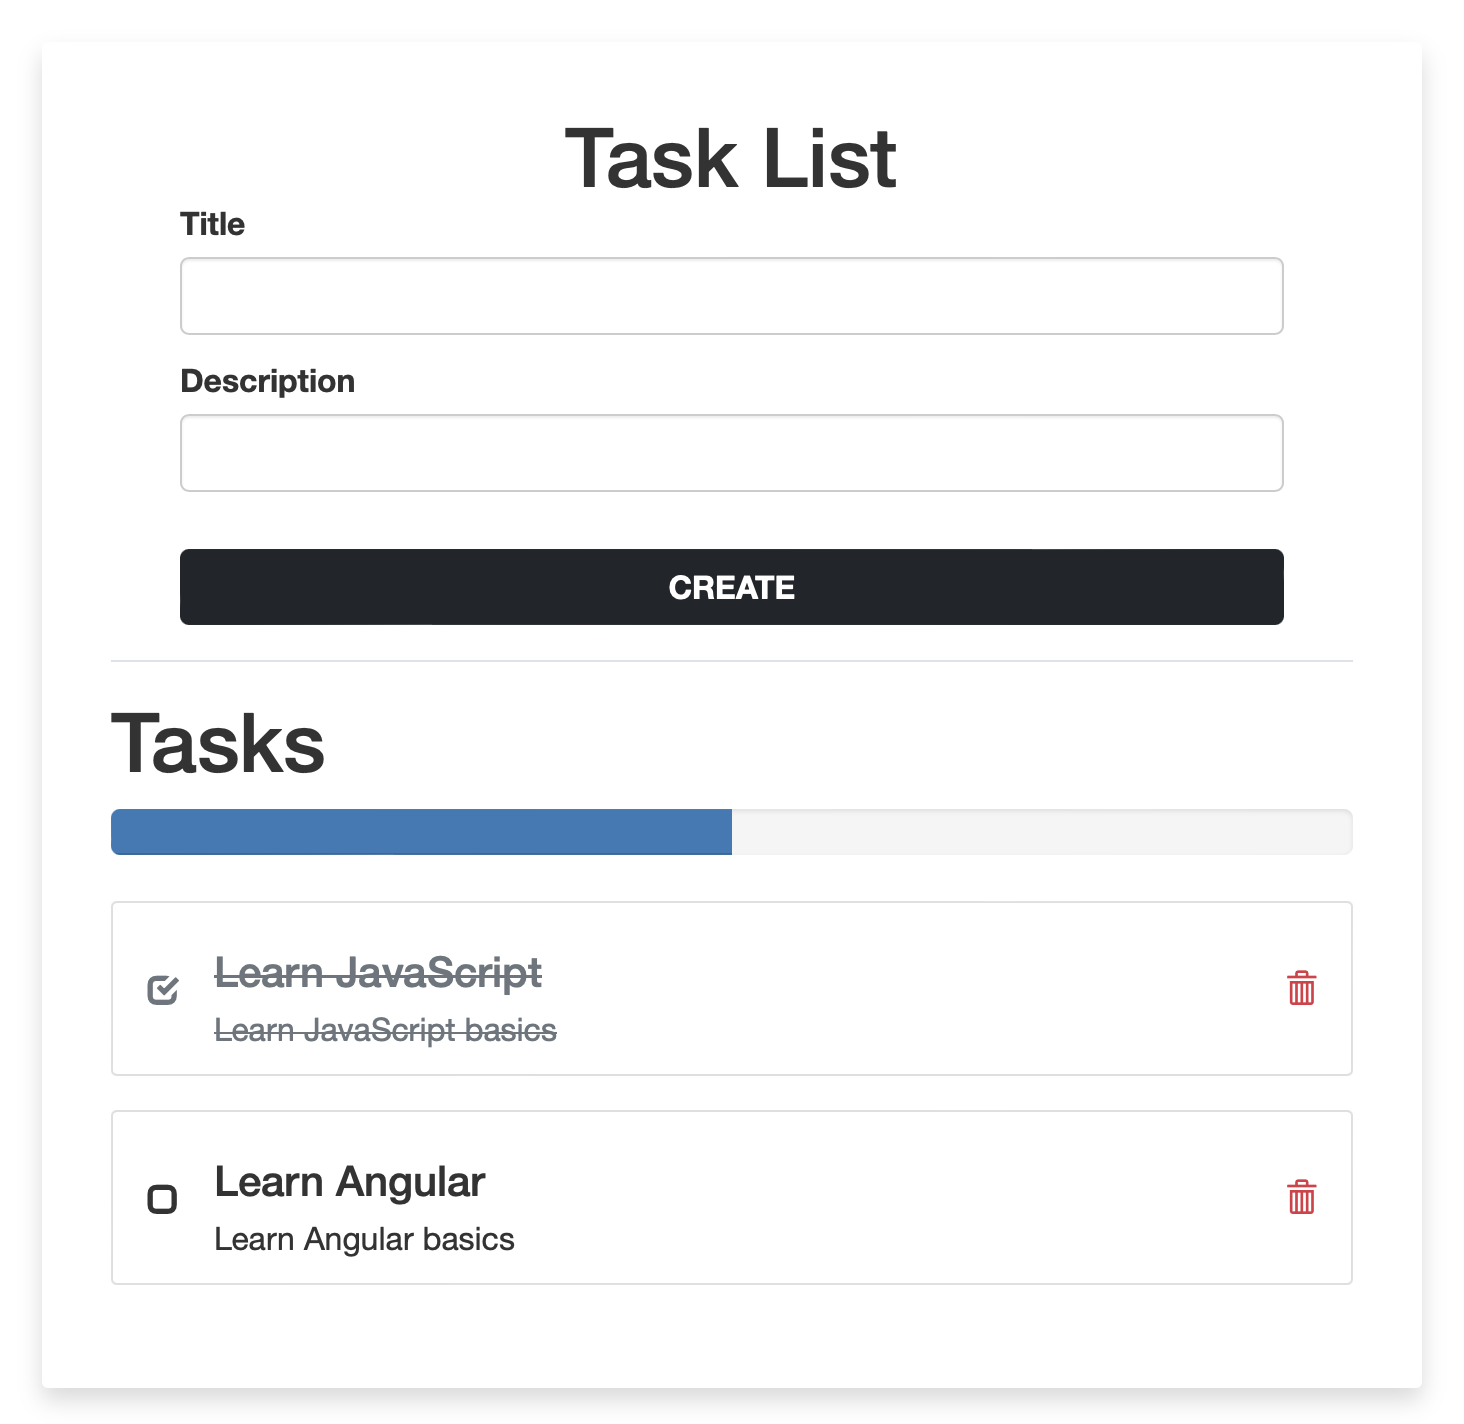 Task List
Title
Description
CREATE
Tasks
Learn JavaScript
Learn JavaScript basics
Learn Angular
Learn Angular basics